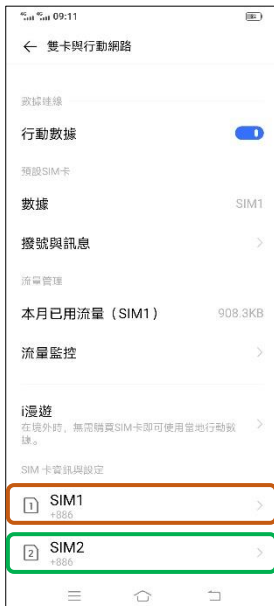 4G 4G 09:11
雙卡與行動網路
數據連線
行動數據
預設SIM卡
數據 SIM1
撥號與訊息
流量管理
本月已用流量（SIM1） 908.3KB
流量監控
i漫遊
在境外時，無需購買SIM卡即可使用當地行動數
據。
SIM 卡資訊與設定
1 SIM1
+886
2 SIM2
+886